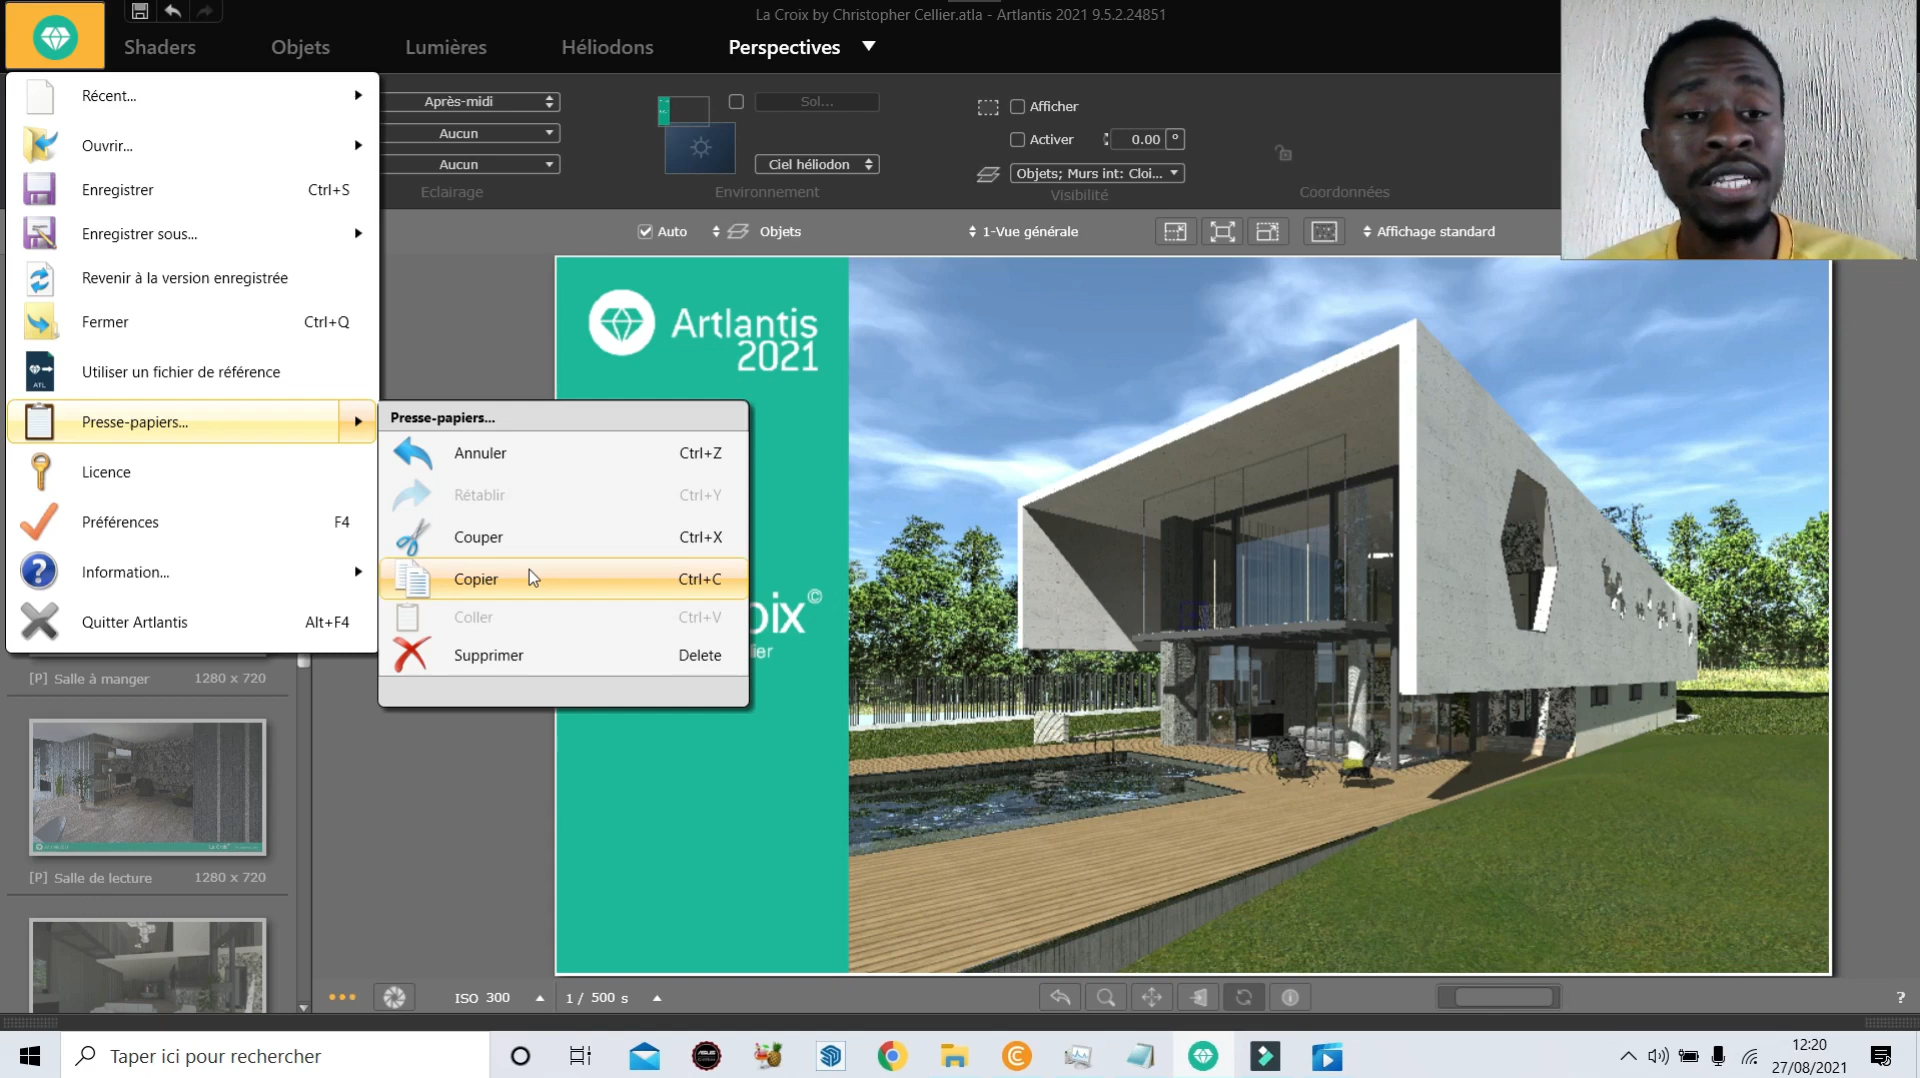 La Croix by Christopher Cellier.atla - Artlantis 2021 9.5.2.24851
Shaders
Objets
Lumières
Héliodons
Perspectives
Récent...
Ouvrir...
Enregistrer Ctrl+S
Enregistrer sous...
Revenir à la version enregistrée
Fermer Ctrl+Q
ATL
Utiliser un fichier de référence
Presse-papiers...
Licence
Préférences F4
Information...
Quitter Artlantis Alt+F4
Presse-papiers...
Annuler Ctrl+Z
Rétablir Ctrl+Y
Couper Ctrl+X
Copier Ctrl+C
Coller Ctrl+V
Supprimer Delete
Après-midi
Aucun
Aucun
Eclairage
Sol...
Ciel héliodon
Environnement
Afficher
Activer 0.00 °
Objets; Murs int: Cloi...
Visibilité
Coordonnées
Auto
Objets
1-Vue générale
Affichage standard
Artlantis
2021
oix©
ier
[P] Salle à manger 1280 x 720
[P] Salle de lecture 1280 x 720
ISO 300
1 / 500 s
?
Taper ici pour rechercher
12:20
27/08/2021